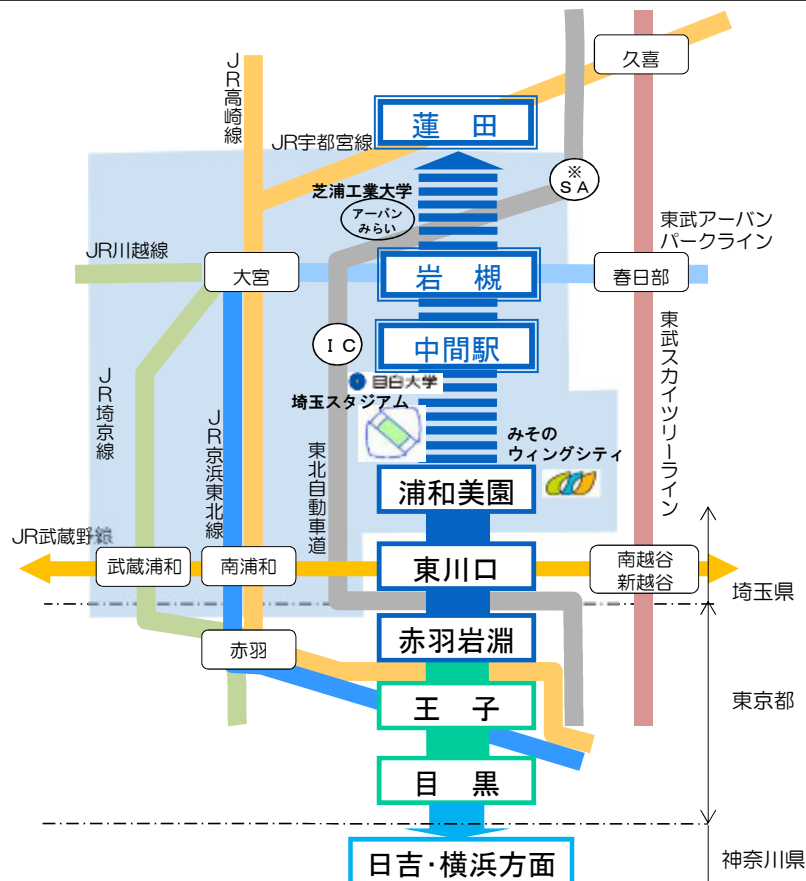 久喜
JR高崎線
蓮 田
JR宇都宮線
※
SA
芝浦工業大学
アーバン
みらい
東武アーバン
パークライン
JR川越線
大宮
岩 槻
春日部
IC
中間駅
目白大学
埼玉スタジアム
東武スカイツリーライン
JR埼京線
JR京浜東北線
東北自動車道
みその
ウィングシティ
浦和美園
JR武蔵野線
武蔵浦和
南浦和
東川口
南越谷
新越谷
埼玉県
赤羽岩淵
赤羽
王 子
東京都
目 黒
日吉・横浜方面
神奈川県